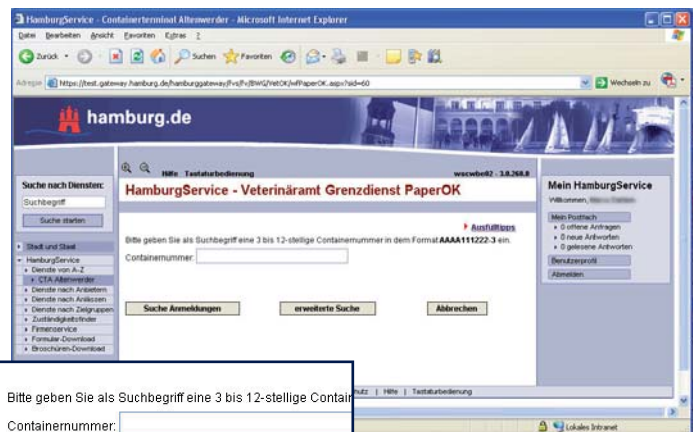 HamburgService - Containerterminal Altenwerder - Microsoft Internet Explorer
Datei Bearbeiten Ansicht Favoriten Extras ?
Zurück Suchen Favoriten
Adresse https://test.gateway.hamburg.de/hamburggateway/fvs/fv/BWG/VetOK/wfPaperOK.aspx?sid=60 Wechseln zu
hamburg.de
Hilfe Tastaturbedienung wscwbe02 - 3.0.268.0
Suche nach Diensten:
Suchbegriff
Suche starten
Stadt und Staat
HamburgService
Dienste von A-Z
CTA Altenwerder
Dienste nach Anbietern
Dienste nach Anlässen
Dienste nach Zielgruppen
Zuständigkeitsfinder
Firmenservice
Formular-Download
Broschüren-Download
HamburgService - Veterinäramt Grenzdienst PaperOK
Ausfülltipps
Bitte geben Sie als Suchbegriff eine 3 bis 12-stellige Containernummer in dem Format AAAA111222-3 ein.
Containernummer:
Suche Anmeldungen erweiterte Suche Abbrechen
Mein HamburgService
Willkommen,
Mein Postfach
0 offene Anfragen
0 neue Antworten
0 gelesene Antworten
Benutzerprofil
Abmelden
| Hilfe | Tastaturbedienung
Lokales Intranet
Bitte geben Sie als Suchbegriff eine 3 bis 12-stellige Contain
Containernummer: